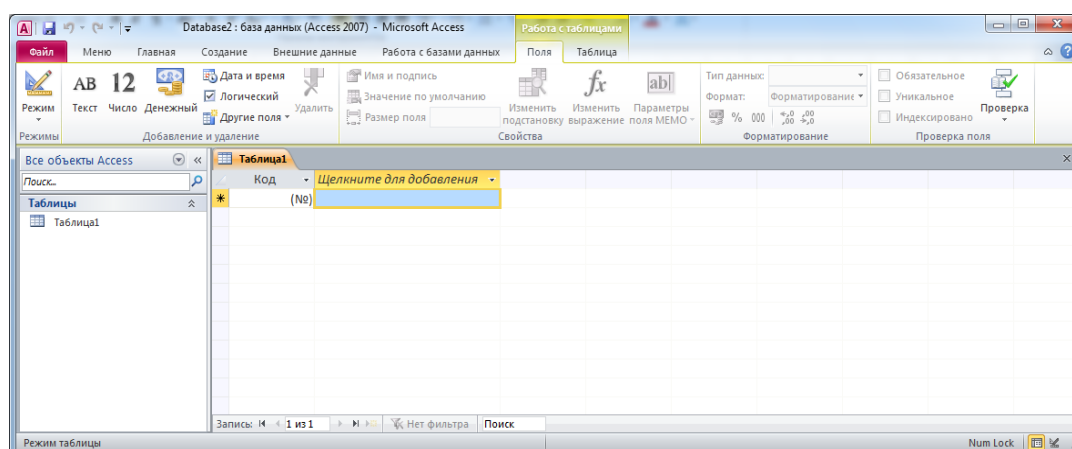 Database2 : база данных (Access 2007) - Microsoft Access
Работа с таблицами
Файл Меню Главная Создание Внешние данные Работа с базами данных Поля Таблица
Режим
AB Текст
12 Число
Денежный
Дата и время
Логический
Другие поля
Удалить
Имя и подпись
Значение по умолчанию
Размер поля
Изменить подстановку
fx Изменить выражение
ab Параметры поля MEMO
Тип данных:
Формат: Форматирование
% 000 ,00 ,00
Обязательное
Уникальное
Индексировано
Проверка
Режимы Добавление и удаление Свойства Форматирование Проверка поля
Все объекты Access
Поиск...
Таблицы
Таблица1
Таблица1
Код Щелкните для добавления
* (№)
Запись: 1 из 1 Нет фильтра Поиск
Режим таблицы Num Lock